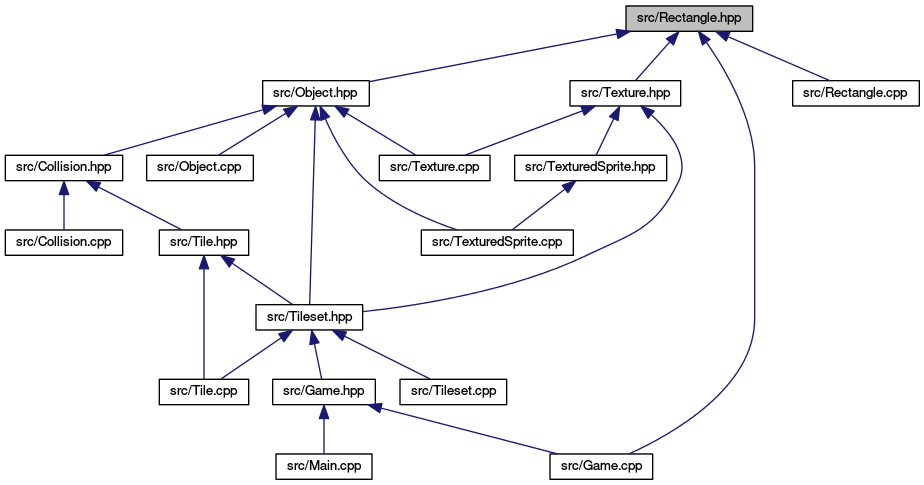 src/Rectangle.hpp
src/Object.hpp
src/Texture.hpp
src/Rectangle.cpp
src/Collision.hpp
src/Object.cpp
src/Texture.cpp
src/TexturedSprite.hpp
src/Collision.cpp
src/Tile.hpp
src/TexturedSprite.cpp
src/Tileset.hpp
src/Tile.cpp
src/Game.hpp
src/Tileset.cpp
src/Main.cpp
src/Game.cpp